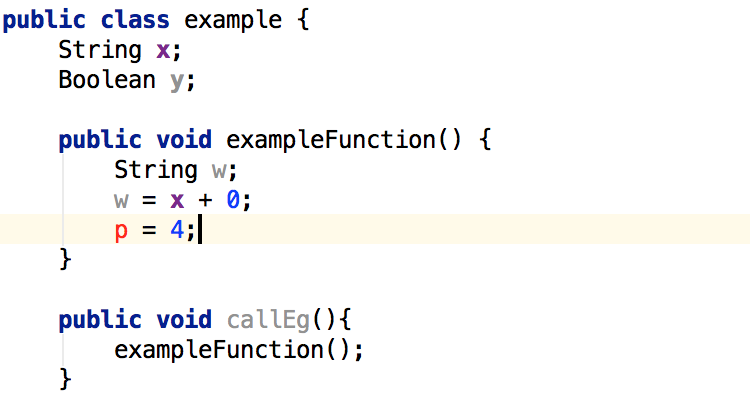 public class example {
    String x;
    Boolean y;

    public void exampleFunction() {
        String w;
        w = x + 0;
        p = 4;
    }

    public void callEg(){
        exampleFunction();
    }